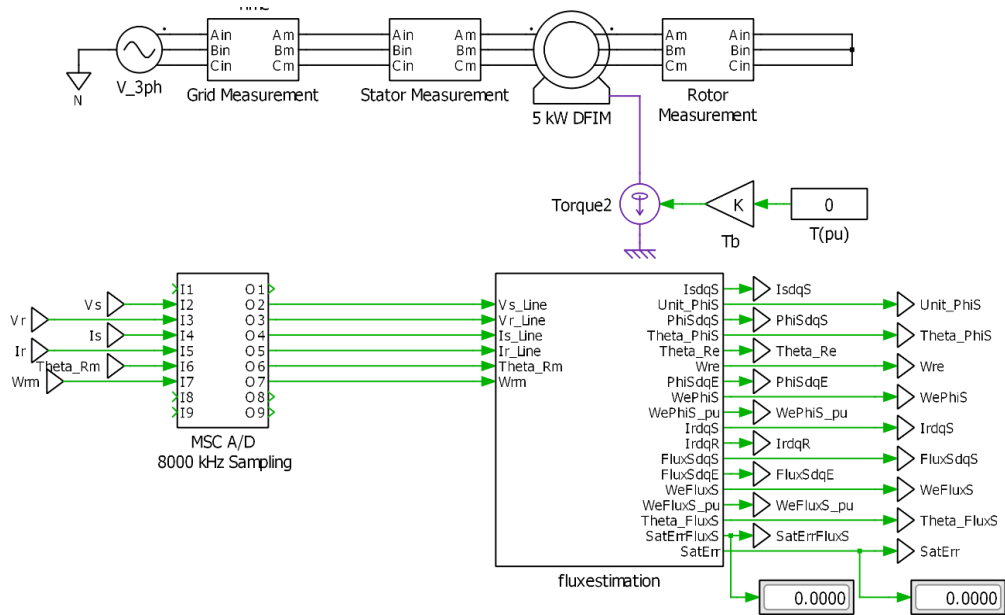 Ain Am
Bin Bm
Cin Cm
Ain Am
Bin Bm
Cin Cm
Am
Bm
Cm
Ain
Bin
Cin
N
V_3ph
Grid Measurement
Stator Measurement
5 kW DFIM
Rotor
Measurement
Torque2
K
Tb
0
T(pu)
Vs
Vr
Is
Ir
Theta_Rm
Wrm
I1 O1
I2 O2
I3 O3
I4 O4
I5 O5
I6 O6
I7 O7
I8 O8
I9 O9
MSC A/D
8000 kHz Sampling
Vs_Line
Vr_Line
Is_Line
Ir_Line
Theta_Rm
Wrm
IsdqS
Unit_PhiS
PhiSdqS
Theta_PhiS
Theta_Re
Wre
PhiSdqE
WePhiS
WePhiS_pu
IrdqS
IrdqR
FluxSdqS
FluxSdqE
WeFluxS
WeFluxS_pu
Theta_FluxS
SatErrFluxS
SatErr
fluxestimation
IsdqS
Unit_PhiS
PhiSdqS
Theta_PhiS
Theta_Re
Wre
PhiSdqE
WePhiS
WePhiS_pu
IrdqS
IrdqR
FluxSdqS
FluxSdqE
WeFluxS
WeFluxS_pu
Theta_FluxS
SatErrFluxS
SatErr
0.0000
0.0000